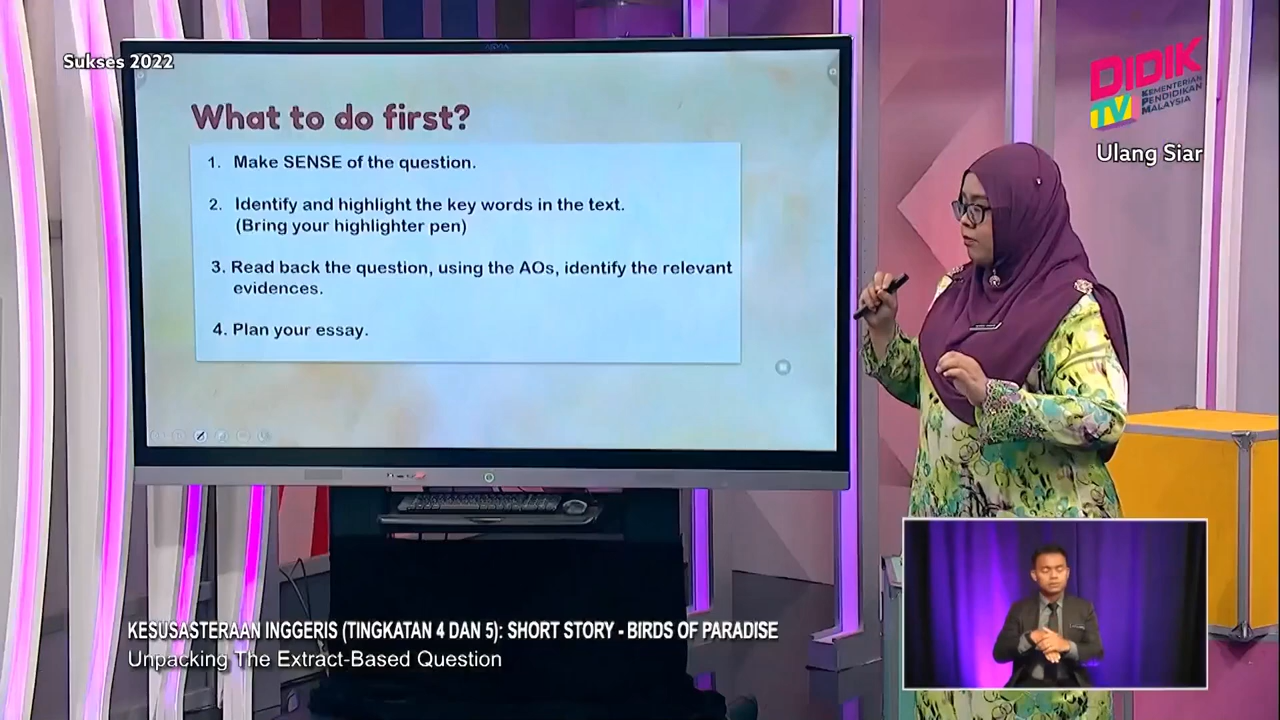 Sukses 2022
DIDIK
TV
KEMENTERIAN
PENDIDIKAN
MALAYSIA
Ulang Siar
What to do first?
1. Make SENSE of the question.
2. Identify and highlight the key words in the text.
(Bring your highlighter pen)
3. Read back the question, using the AOs, identify the relevant
evidences.
4. Plan your essay.
KESUSASTERAAN INGGERIS (TINGKATAN 4 DAN 5): SHORT STORY - BIRDS OF PARADISE
Unpacking The Extract-Based Question